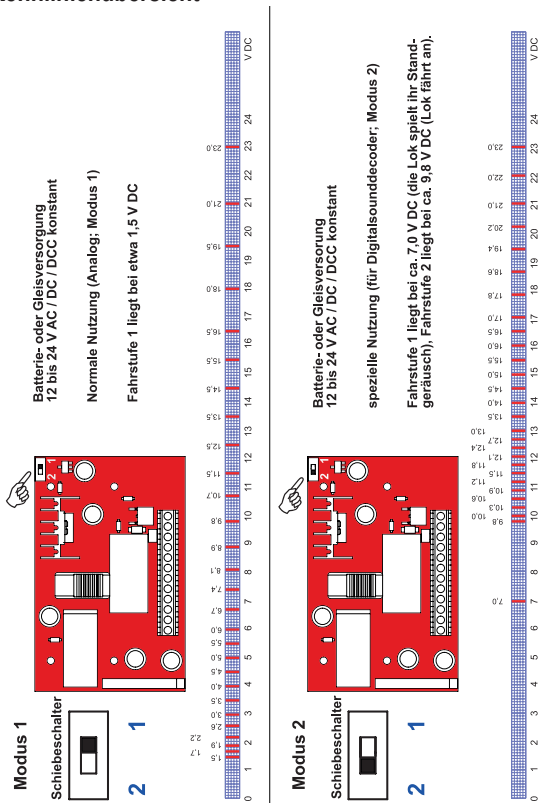 Modus 1
Schiebeschalter
2 1
2 1
Batterie- oder Gleisversorgung
12 bis 24 V AC / DC / DCC konstant
Normale Nutzung (Analog; Modus 1)
Fahrstufe 1 liegt bei etwa 1,5 V DC
1,5 1,7 1,9 2,2 2,6 3,0 3,5 4,0 4,5 5,0 5,5 6,0 6,7 7,4 8,1 8,9 9,8 10,7 11,5 12,5 13,5 14,5 15,5 16,5 18,0 19,5 21,0 23,0
0 1 2 3 4 5 6 7 8 9 10 11 12 13 14 15 16 17 18 19 20 21 22 23 24 V DC
Modus 2
Schiebeschalter
2 1
2 1
Batterie- oder Gleisversorung
12 bis 24 V AC / DC / DCC konstant
spezielle Nutzung (für Digitalsounddecoder; Modus 2)
Fahrstufe 1 liegt bei ca. 7,0 V DC (die Lok spielt ihr Stand-
geräusch), Fahrstufe 2 liegt bei ca. 9,8 V DC (Lok fährt an).
7,0 9,8 10,0 10,3 10,6 10,9 11,2 11,5 11,8 12,1 12,4 12,7 13,0 13,5 14,0 14,5 15,0 15,5 16,0 16,5 17,0 17,8 18,6 19,4 20,2 21,0 22,0 23,0
0 1 2 3 4 5 6 7 8 9 10 11 12 13 14 15 16 17 18 19 20 21 22 23 24 V DC